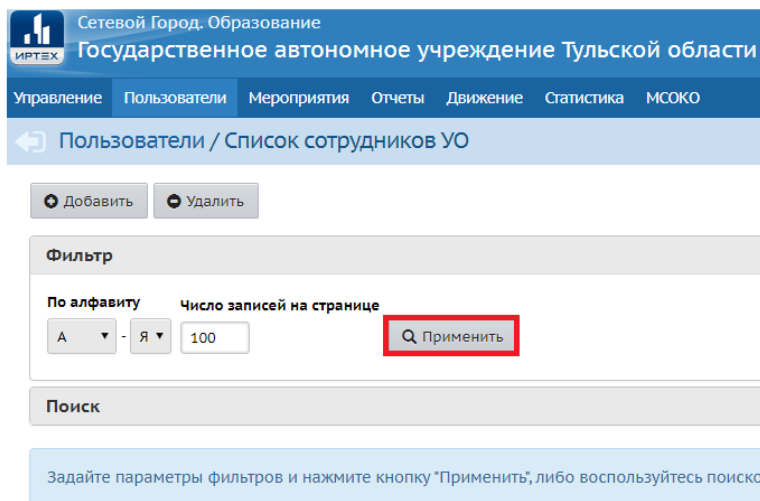 Сетевой Город. Образование
ИРТЕХ Государственное автономное учреждение Тульской области
Управление Пользователи Мероприятия Отчеты Движение Статистика МСОКО
Пользователи / Список сотрудников УО
Добавить Удалить
Фильтр
По алфавиту Число записей на странице
А - Я 100 Применить
Поиск
Задайте параметры фильтров и нажмите кнопку "Применить", либо воспользуйтесь поиско